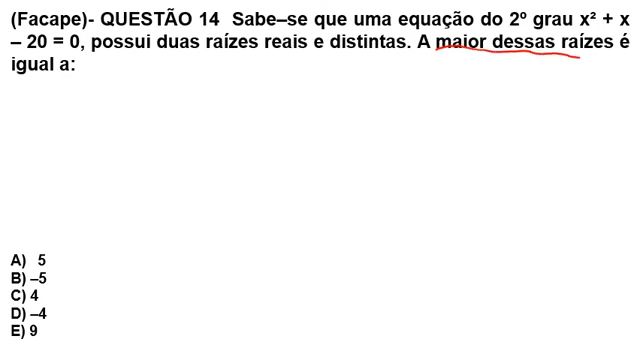 (Facape)- QUESTÃO 14  Sabe–se que uma equação do 2º grau x² + x
– 20 = 0, possui duas raízes reais e distintas. A maior dessas raízes é
igual a:
A)  5
B) –5
C) 4
D) –4
E) 9